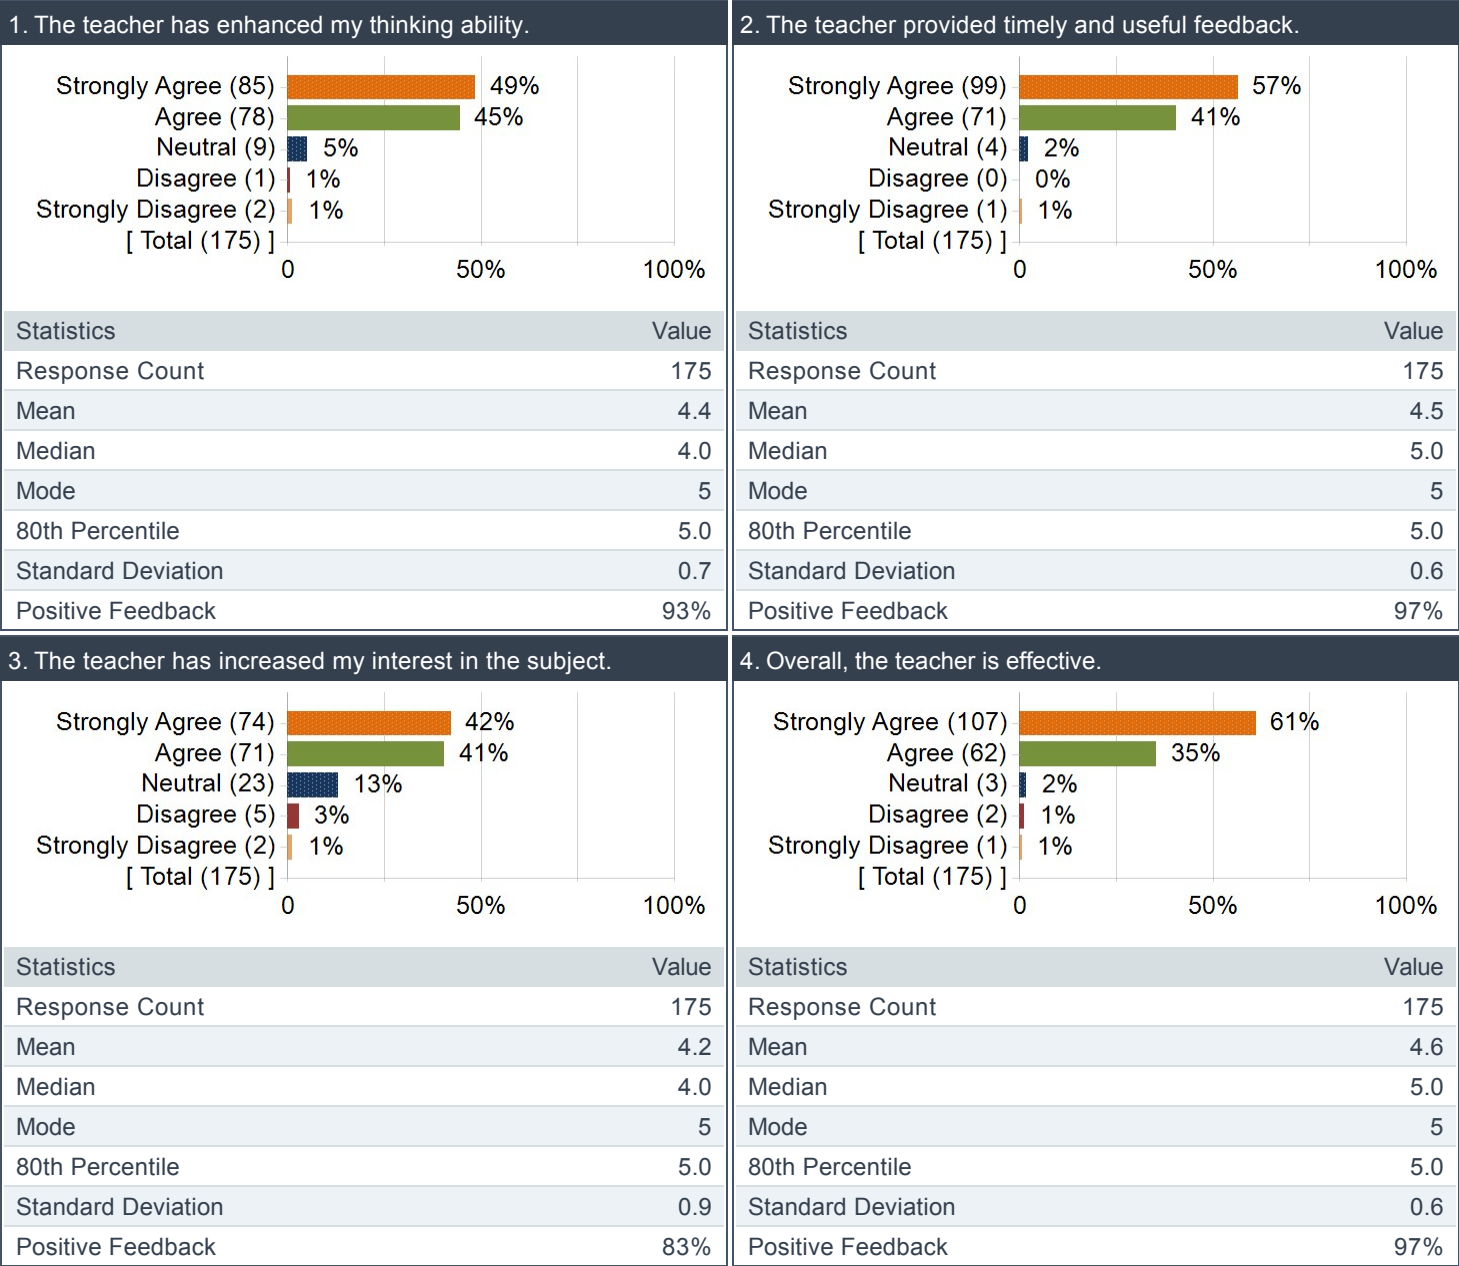 1. The teacher has enhanced my thinking ability.
Strongly Agree (85) 49%
Agree (78) 45%
Neutral (9) 5%
Disagree (1) 1%
Strongly Disagree (2) 1%
[ Total (175) ]
0 50% 100%
Statistics Value
Response Count 175
Mean 4.4
Median 4.0
Mode 5
80th Percentile 5.0
Standard Deviation 0.7
Positive Feedback 93%
2. The teacher provided timely and useful feedback.
Strongly Agree (99) 57%
Agree (71) 41%
Neutral (4) 2%
Disagree (0) 0%
Strongly Disagree (1) 1%
[ Total (175) ]
0 50% 100%
Statistics Value
Response Count 175
Mean 4.5
Median 5.0
Mode 5
80th Percentile 5.0
Standard Deviation 0.6
Positive Feedback 97%
3. The teacher has increased my interest in the subject.
Strongly Agree (74) 42%
Agree (71) 41%
Neutral (23) 13%
Disagree (5) 3%
Strongly Disagree (2) 1%
[ Total (175) ]
0 50% 100%
Statistics Value
Response Count 175
Mean 4.2
Median 4.0
Mode 5
80th Percentile 5.0
Standard Deviation 0.9
Positive Feedback 83%
4. Overall, the teacher is effective.
Strongly Agree (107) 61%
Agree (62) 35%
Neutral (3) 2%
Disagree (2) 1%
Strongly Disagree (1) 1%
[ Total (175) ]
0 50% 100%
Statistics Value
Response Count 175
Mean 4.6
Median 5.0
Mode 5
80th Percentile 5.0
Standard Deviation 0.6
Positive Feedback 97%